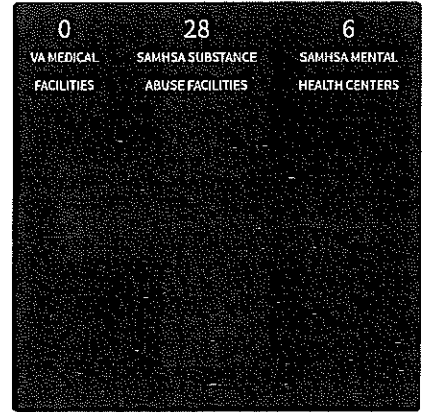 0 28 6
VA MEDICAL SAMHSA SUBSTANCE SAMHSA MENTAL
FACILITIES ABUSE FACILITIES HEALTH CENTERS